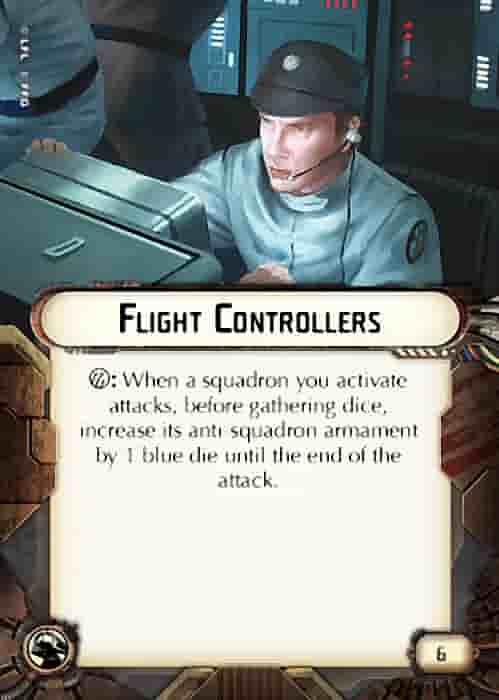 FLIGHT CONTROLLERS
: When a squadron you activate
attacks, before gathering dice,
increase its anti squadron armament
by 1 blue die until the end of the
attack.
6